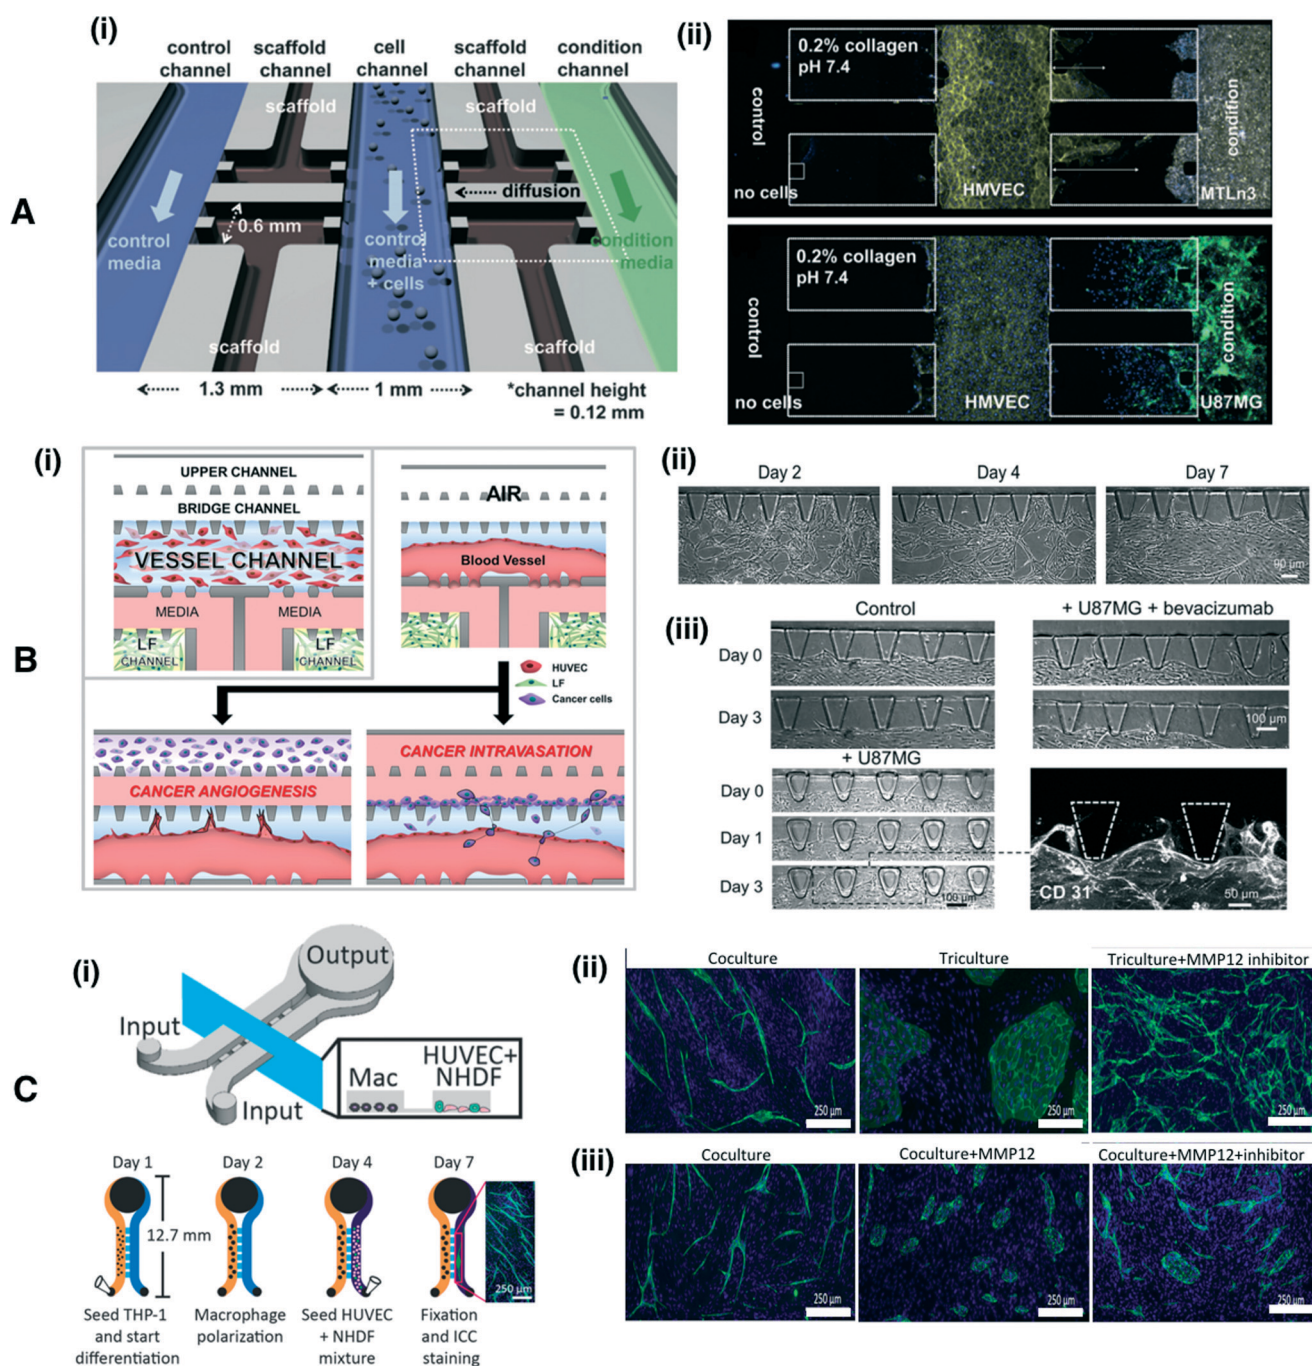 A
(i)
control channel
scaffold channel
cell channel
scaffold channel
condition channel
scaffold
scaffold
diffusion
0.6 mm
control media
control media + cells
condition media
scaffold
scaffold
1.3 mm
1 mm
*channel height = 0.12 mm
(ii)
control
0.2% collagen
pH 7.4
no cells
HMVEC
condition
MTLn3
control
0.2% collagen
pH 7.4
no cells
HMVEC
condition
U87MG
B
(i)
UPPER CHANNEL
BRIDGE CHANNEL
VESSEL CHANNEL
MEDIA
MEDIA
LF CHANNEL
LF CHANNEL
AIR
Blood Vessel
HUVEC
LF
Cancer cells
CANCER ANGIOGENESIS
CANCER INTRAVASATION
(ii)
Day 2
Day 4
Day 7
90 µm
(iii)
Control
+ U87MG + bevacizumab
Day 0
Day 3
100 µm
+ U87MG
Day 0
Day 1
Day 3
100 µm
CD 31
50 µm
C
(i)
Output
Input
Input
Mac
HUVEC+
NHDF
Day 1
Day 2
Day 4
Day 7
12.7 mm
250 µm
Seed THP-1 and start differentiation
Macrophage polarization
Seed HUVEC + NHDF mixture
Fixation and ICC staining
(ii)
Coculture
Triculture
Triculture+MMP12 inhibitor
250 µm
250 µm
250 µm
(iii)
Coculture
Coculture+MMP12
Coculture+MMP12+inhibitor
250 µm
250 µm
250 µm